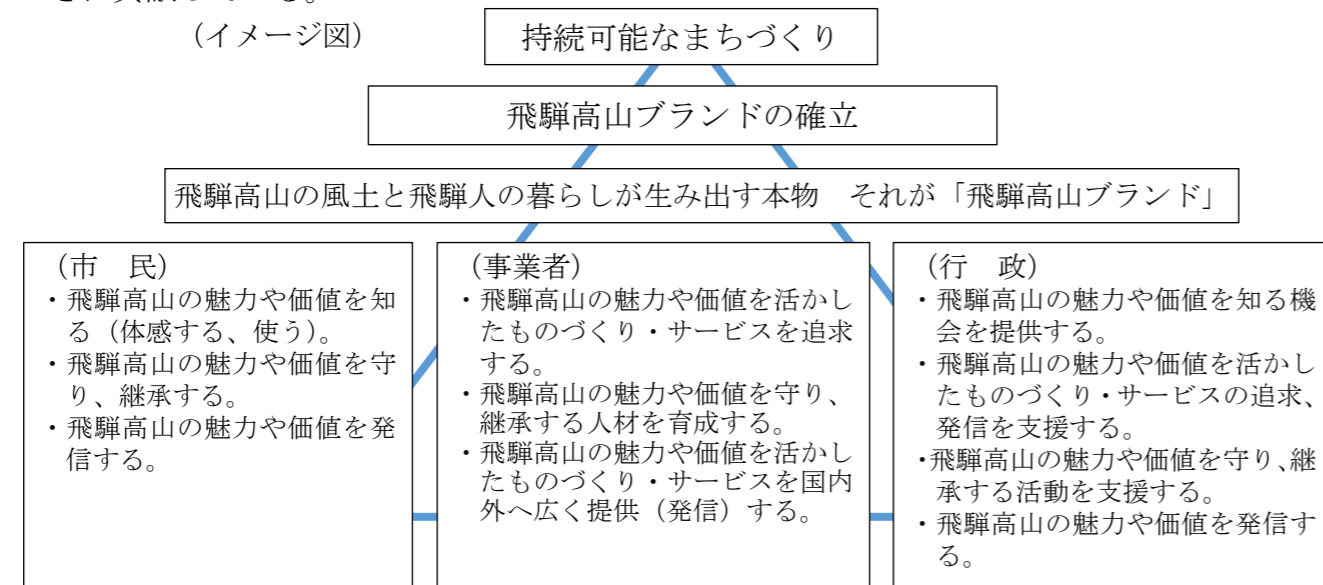 （イメージ図）
持続可能なまちづくり
飛騨高山ブランドの確立
飛騨高山の風土と飛騨人の暮らしが生み出す本物　それが「飛騨高山ブランド」
（市　民）
・飛騨高山の魅力や価値を知
る（体感する、使う）。
・飛騨高山の魅力や価値を守
り、継承する。
・飛騨高山の魅力や価値を発
信する。
（事業者）
・飛騨高山の魅力や価値を活かし
たものづくり・サービスを追求
する。
・飛騨高山の魅力や価値を守り、
継承する人材を育成する。
・飛騨高山の魅力や価値を活かし
たものづくり・サービスを国内
外へ広く提供（発信）する。
（行　政）
・飛騨高山の魅力や価値を知る機
会を提供する。
・飛騨高山の魅力や価値を活かし
たものづくり・サービスの追求、
発信を支援する。
・飛騨高山の魅力や価値を守り、継
承する活動を支援する。
・飛騨高山の魅力や価値を発信す
る。